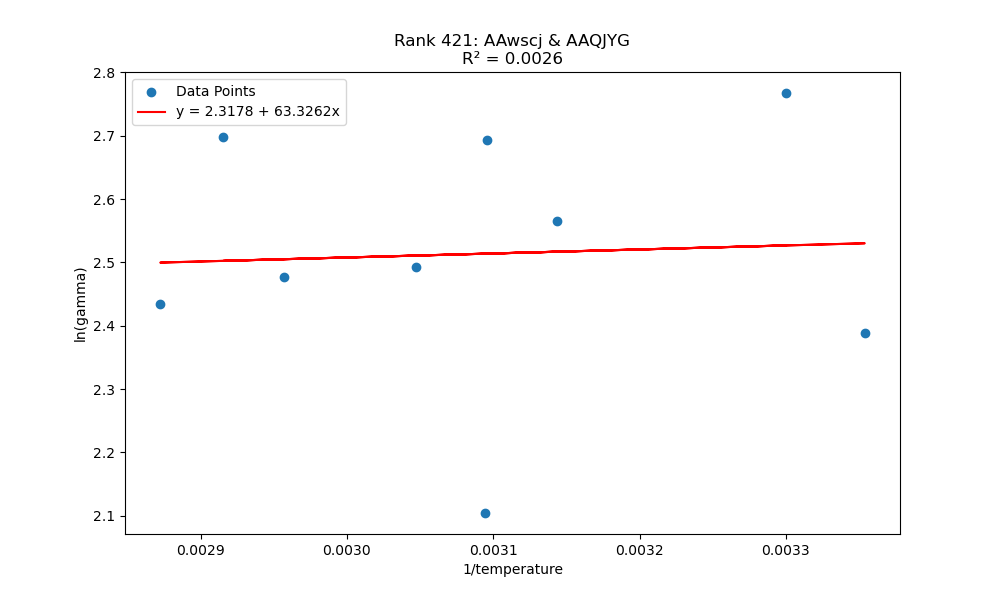 Rank 421: AAwscj & AAQJYG
R² = 0.0026
Data Points
y = 2.3178 + 63.3262x
2.8
2.7
2.6
2.5
2.4
2.3
2.2
2.1
ln(gamma)
0.0029
0.0030
0.0031
0.0032
0.0033
1/temperature